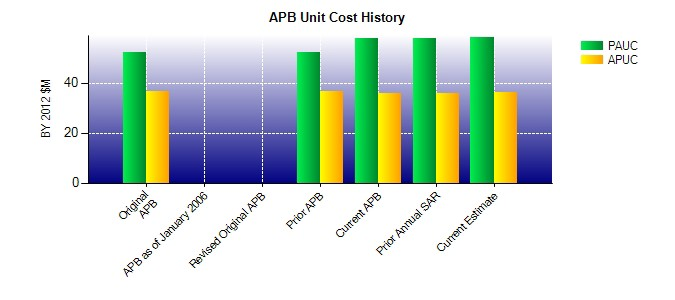 APB Unit Cost History
PAUC
APUC
BY 2012 $M
40
20
0
Original
APB
APB as of January 2006
Revised Original APB
Prior APB
Current APB
Prior Annual SAR
Current Estimate